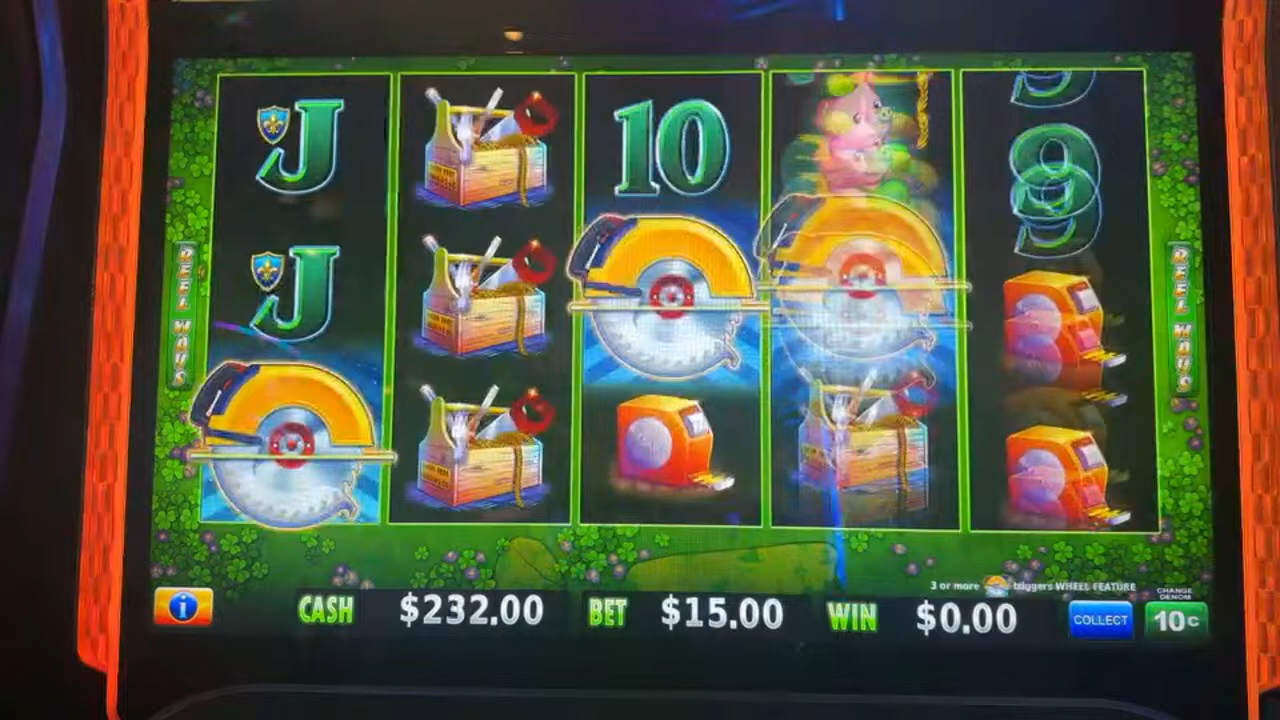 J
10
9
9
J
REEL WAYS
REEL WAYS
3 or more triggers WHEEL FEATURE
CHANGE
DENOM
i
CASH $232.00 BET $15.00 WIN $0.00 COLLECT 10¢